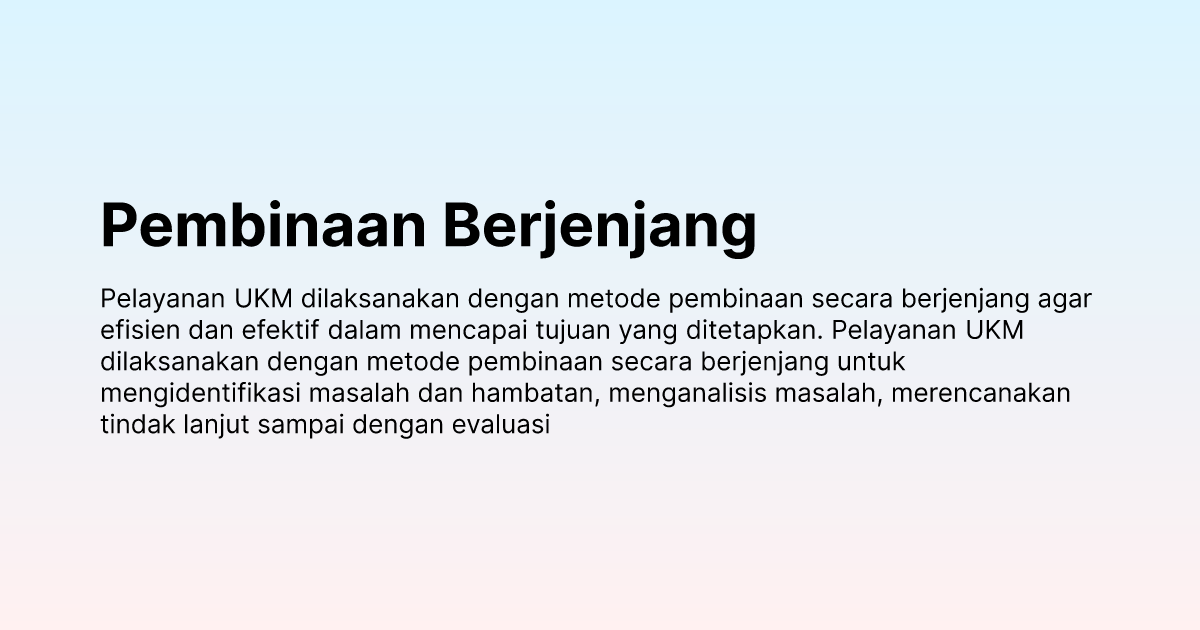 Pembinaan Berjenjang
Pelayanan UKM dilaksanakan dengan metode pembinaan secara berjenjang agar
efisien dan efektif dalam mencapai tujuan yang ditetapkan. Pelayanan UKM
dilaksanakan dengan metode pembinaan secara berjenjang untuk
mengidentifikasi masalah dan hambatan, menganalisis masalah, merencanakan
tindak lanjut sampai dengan evaluasi